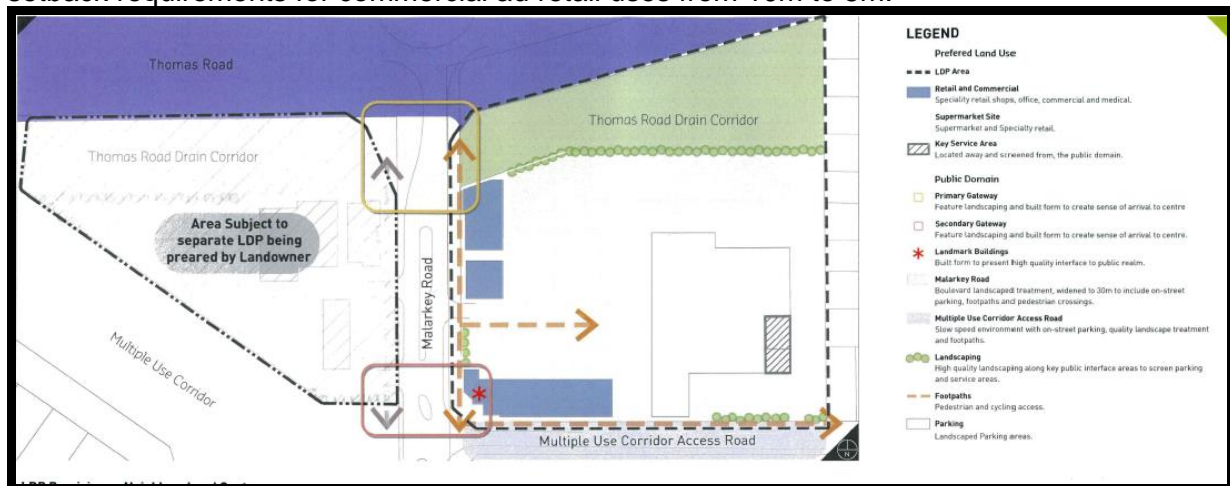 setback requirements for commercial ad retail uses from 10m to 3m.
Thomas Road
Thomas Road Drain Corridor
Thomas Road Drain Corridor
Area Subject to
separate LDP being
preared by Landowner
Malarkey Road
Multiple Use Corridor
Multiple Use Corridor Access Road
N
LEGEND
Prefered Land Use
LDP Area
Retail and Commercial
Speciality retail shops, office, commercial and medical.
Supermarket Site
Supermarket and Specialty retail.
Key Service Area
Located away and screened from, the public domain.
Public Domain
Primary Gateway
Feature landscaping and built form to create sense of arrival to centre
Secondary Gateway
Feature landscaping and built form to create sense of arrival to centre.
Landmark Buildings
Built form to present high quality interface to public realm.
Malarkey Road
Boulevard landscaped treatment, widened to 30m to include on-street
parking, footpaths and pedestrian crossings.
Multiple Use Corridor Access Road
Slow speed environment with on-street parking, quality landscape treatment
and footpaths.
Landscaping
High quality landscaping along key public interface areas to screen parking
and service areas.
Footpaths
Pedestrian and cycling access.
Parking
Landscaped Parking areas.